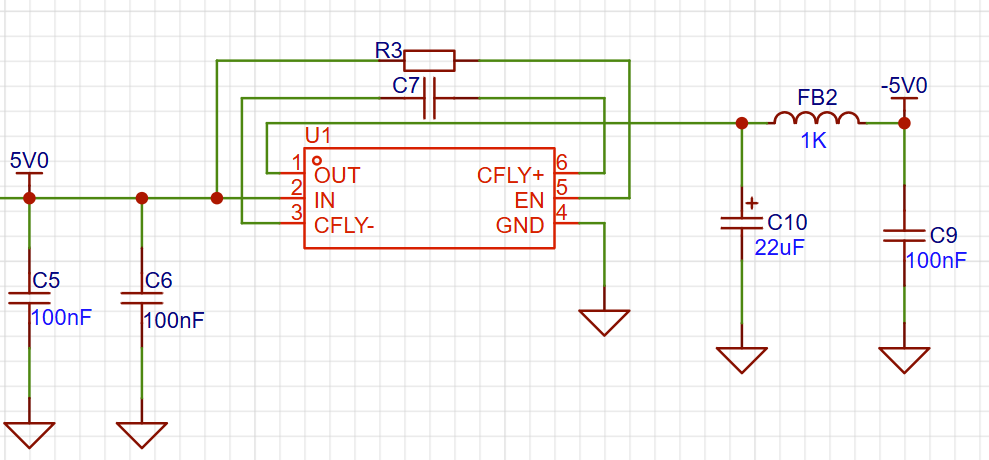 R3
C7
FB2
-5V0
1K
U1
5V0
1
OUT
CFLY+
6
2
IN
EN
5
3
CFLY-
GND
4
+
C10
22uF
C9
100nF
C5
100nF
C6
100nF